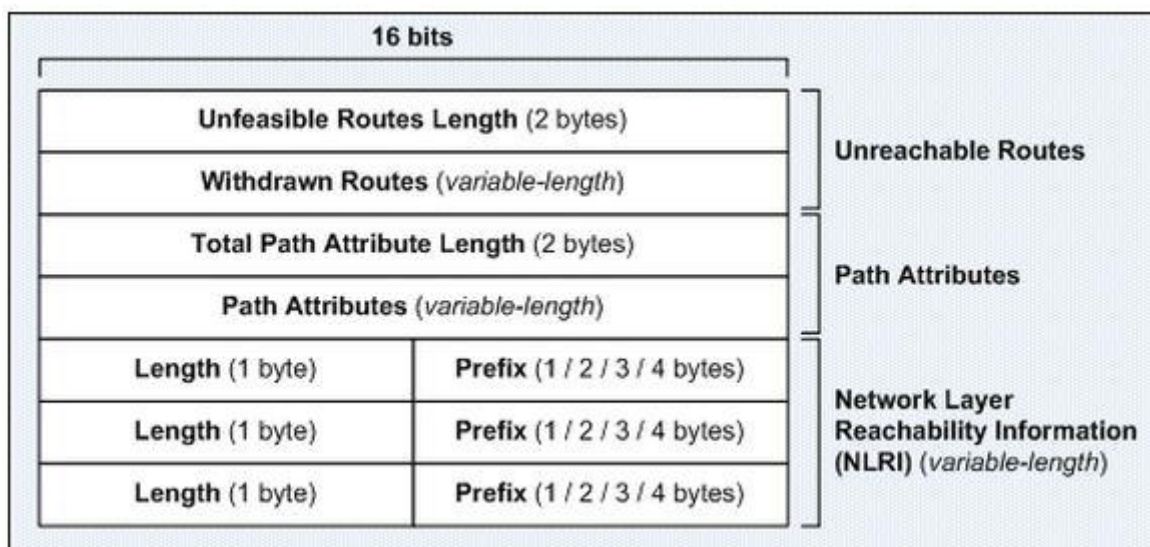 16 bits
Unfeasible Routes Length (2 bytes)
Withdrawn Routes (variable-length)
Unreachable Routes
Total Path Attribute Length (2 bytes)
Path Attributes (variable-length)
Path Attributes
Length (1 byte) Prefix (1 / 2 / 3 / 4 bytes)
Length (1 byte) Prefix (1 / 2 / 3 / 4 bytes)
Length (1 byte) Prefix (1 / 2 / 3 / 4 bytes)
Network Layer
Reachability Information
(NLRI) (variable-length)